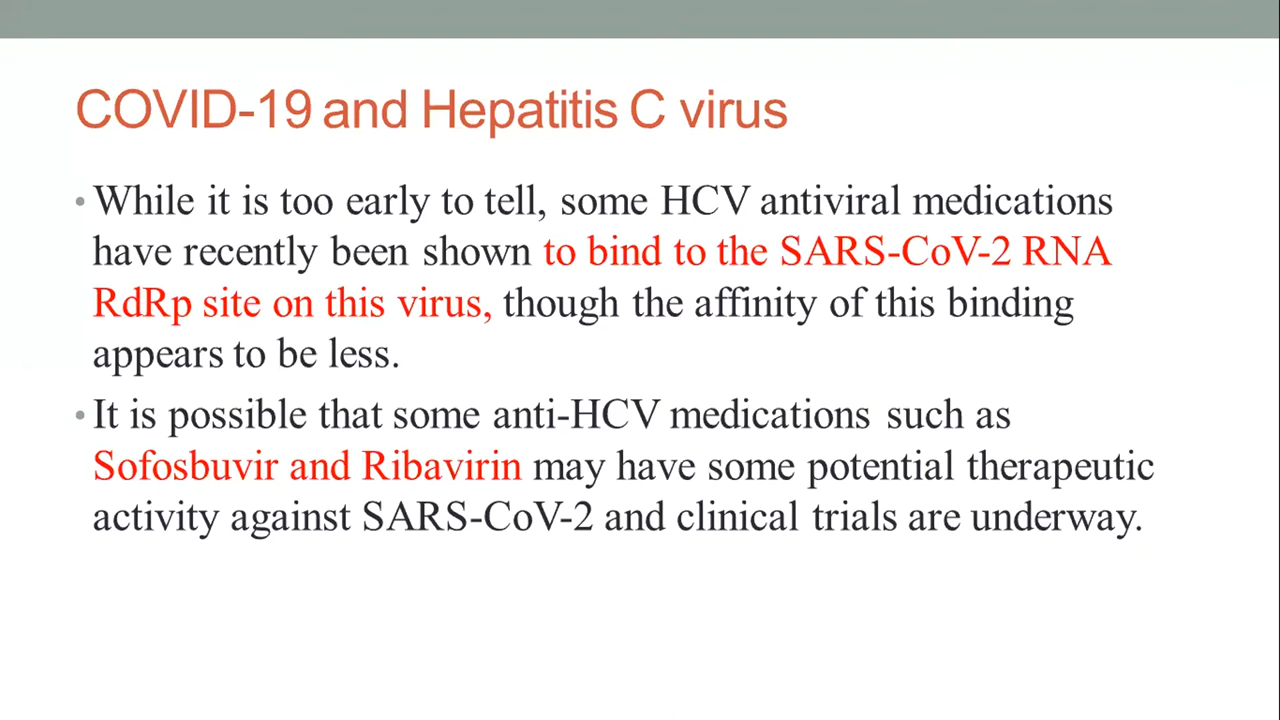 COVID-19 and Hepatitis C virus
• While it is too early to tell, some HCV antiviral medications
have recently been shown to bind to the SARS-CoV-2 RNA
RdRp site on this virus, though the affinity of this binding
appears to be less.
• It is possible that some anti-HCV medications such as
Sofosbuvir and Ribavirin may have some potential therapeutic
activity against SARS-CoV-2 and clinical trials are underway.